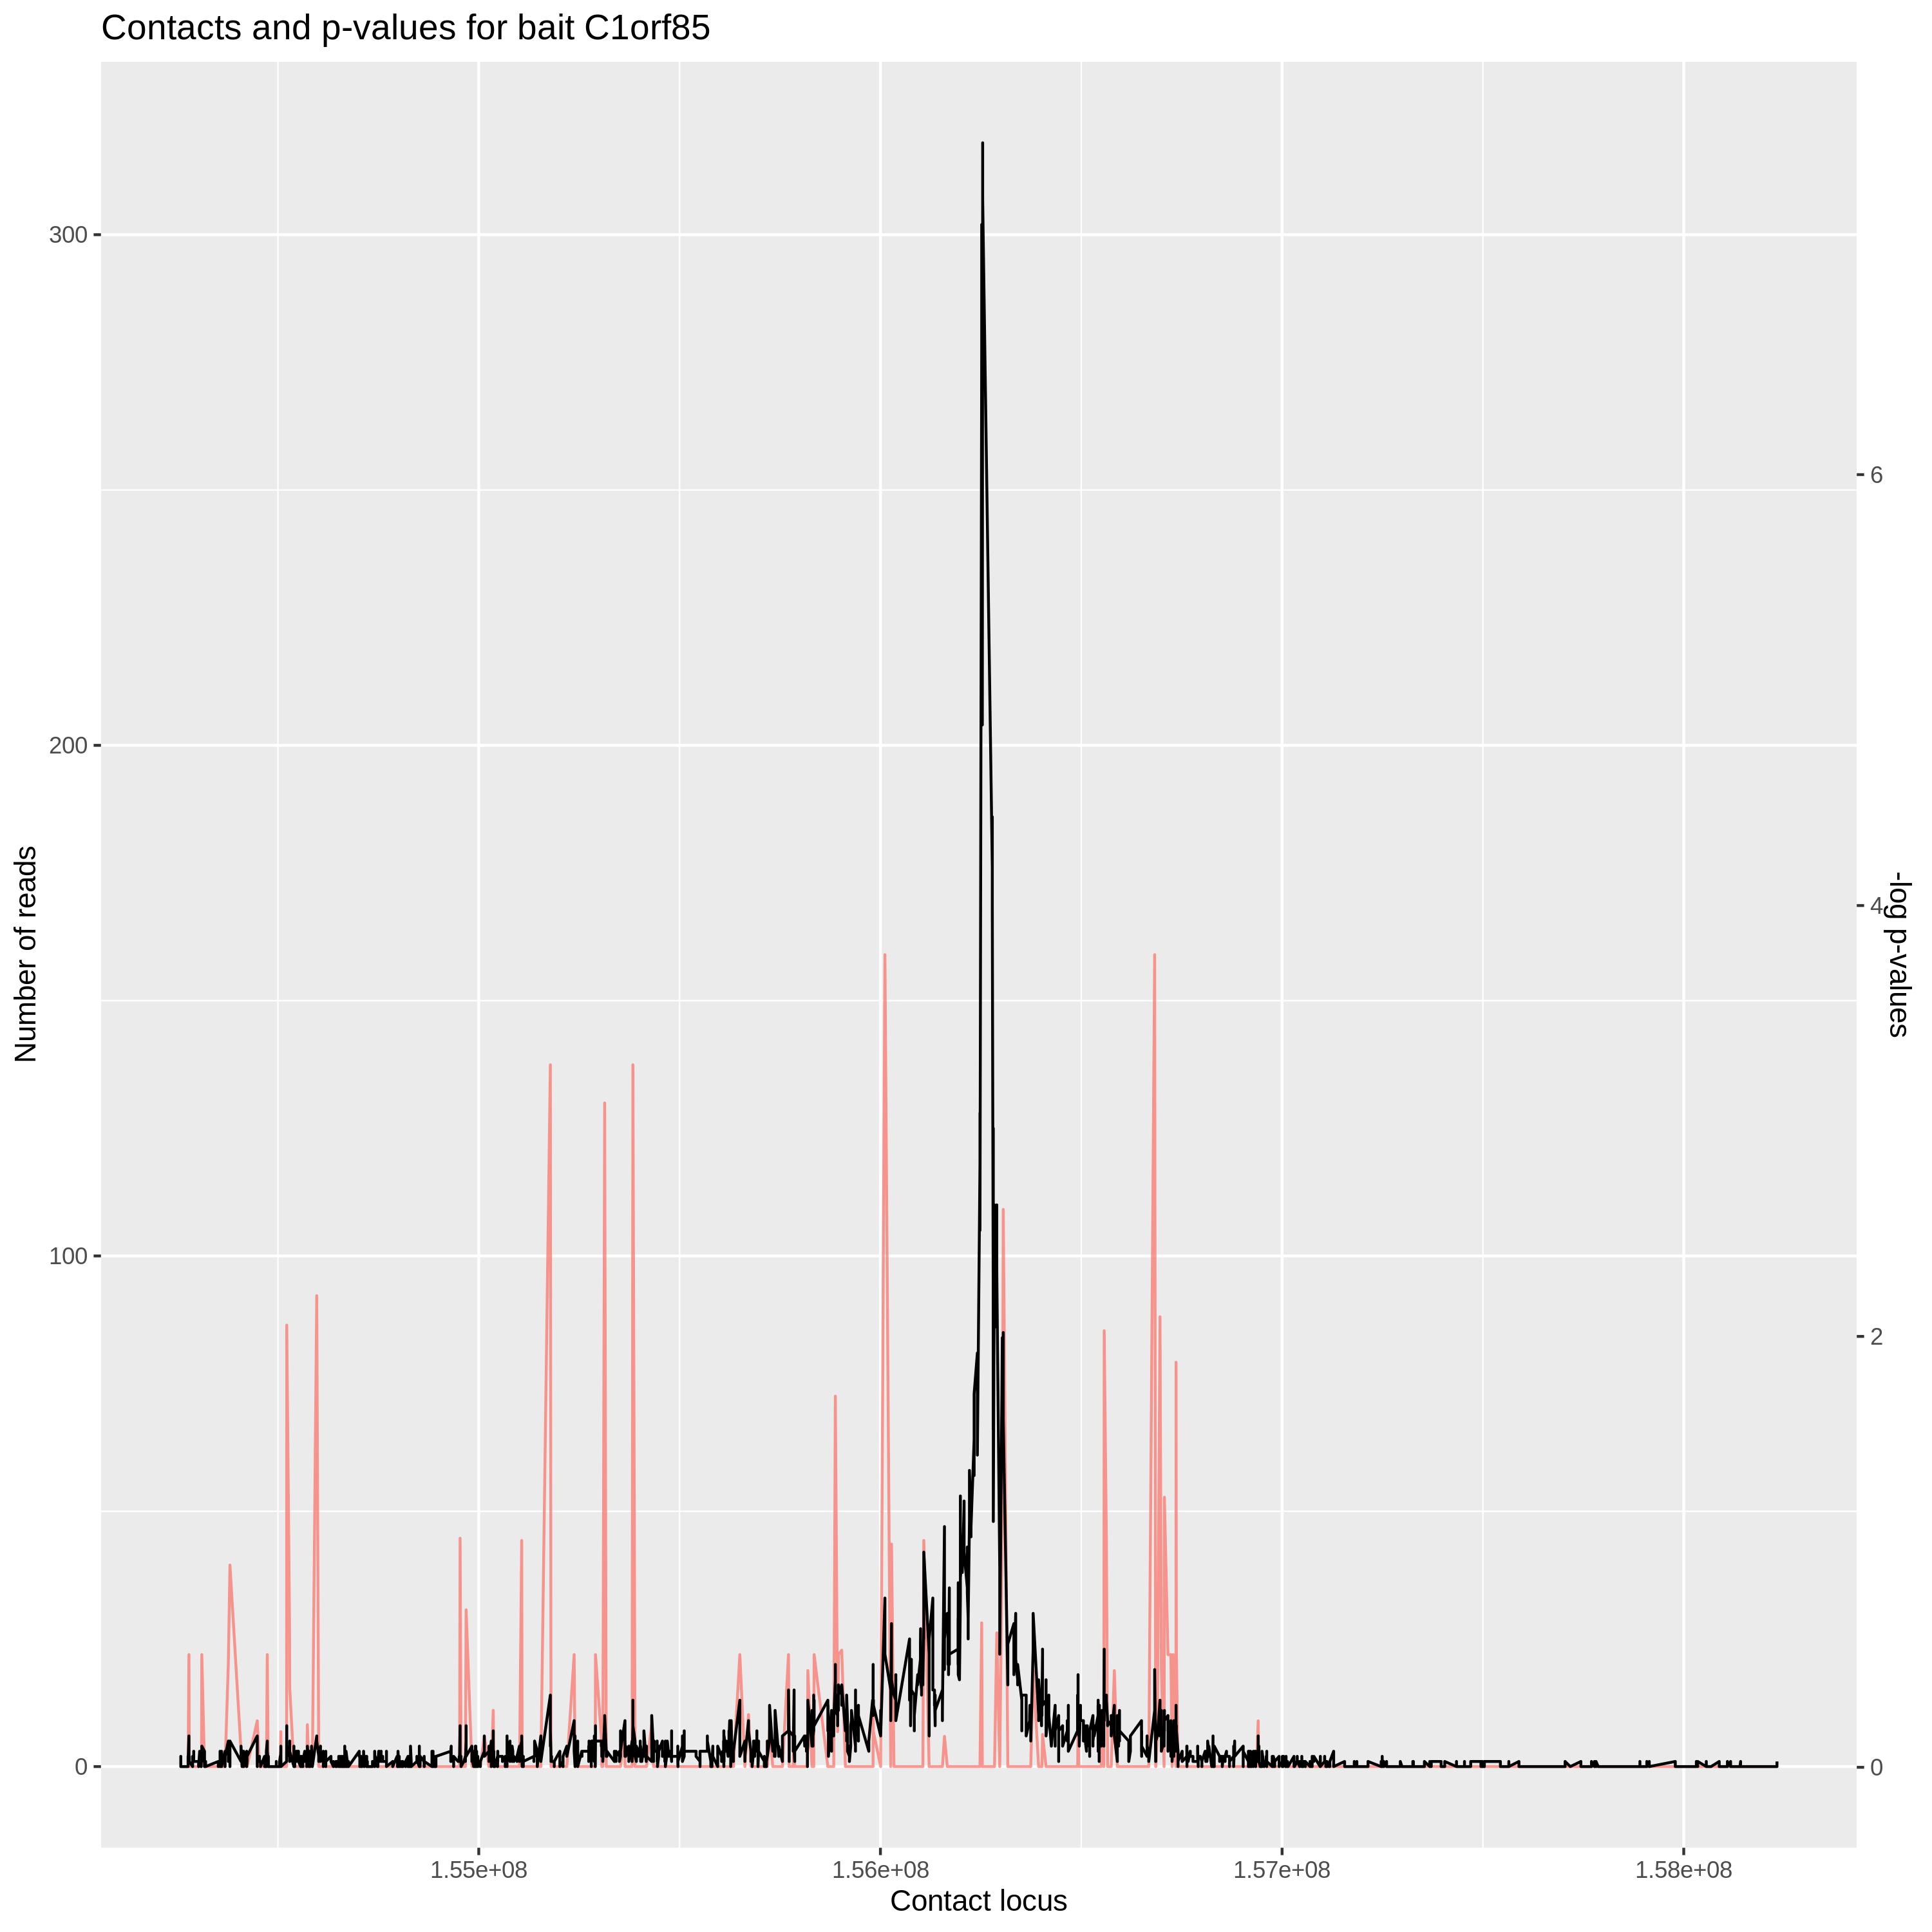 Contacts and p-values for bait C1orf85
300
200
100
0
Number of reads
6
4
2
0
-log p-values
1.55e+08 1.56e+08 1.57e+08 1.58e+08
Contact locus